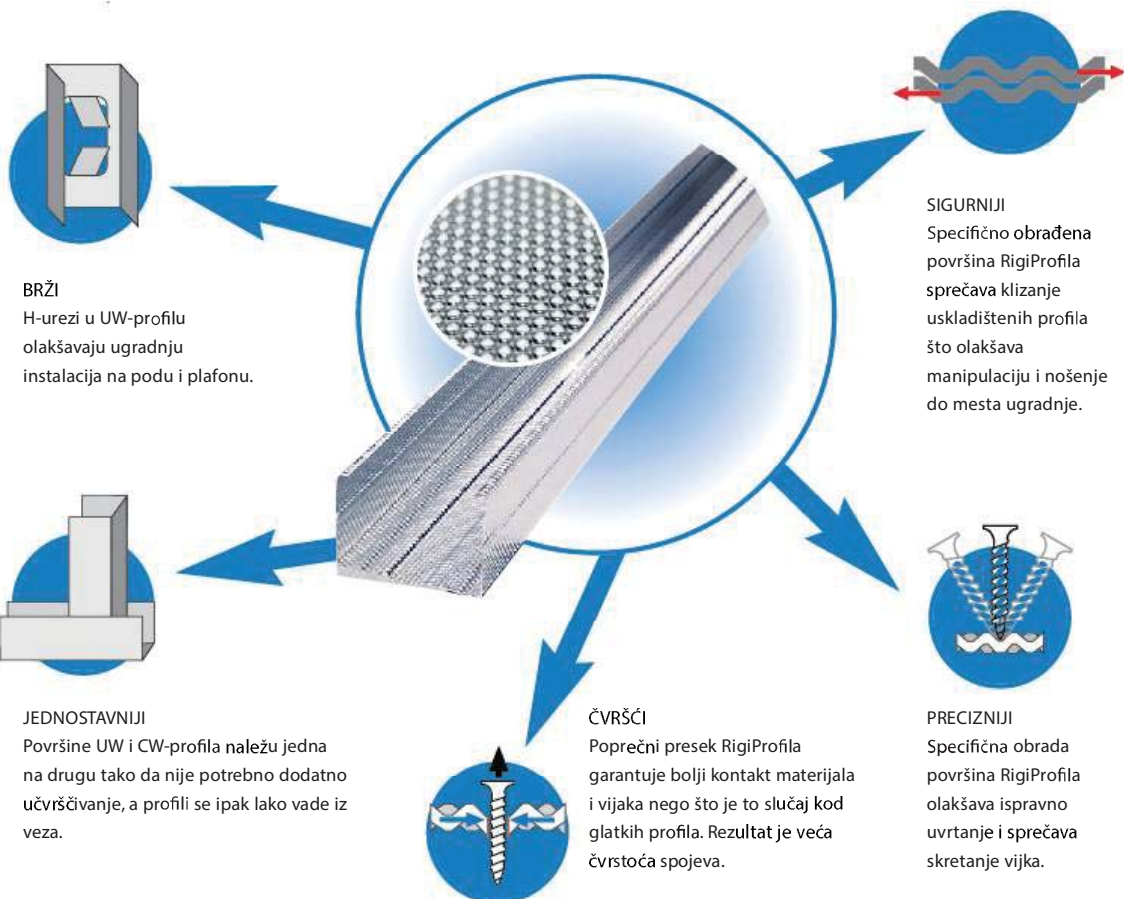 BRŽI
H-urezi u UW-profilu
olakšavaju ugradnju
instalacija na podu i plafonu.
SIGURNIJI
Specifično obrađena
površina RigiProfila
sprečava klizanje
uskladištenih profila
što olakšava
manipulaciju i nošenje
do mesta ugradnje.
JEDNOSTAVNIJI
Površine UW i CW-profila naležu jedna
na drugu tako da nije potrebno dodatno
učvrščivanje, a profili se ipak lako vade iz
veza.
ČVRŠĆI
Poprečni presek RigiProfila
garantuje bolji kontakt materijala
i vijaka nego što je to slučaj kod
glatkih profila. Rezultat je veća
čvrstoća spojeva.
PRECIZNIJI
Specifična obrada
površina RigiProfila
olakšava ispravno
uvrtanje i sprečava
skretanje vijka.